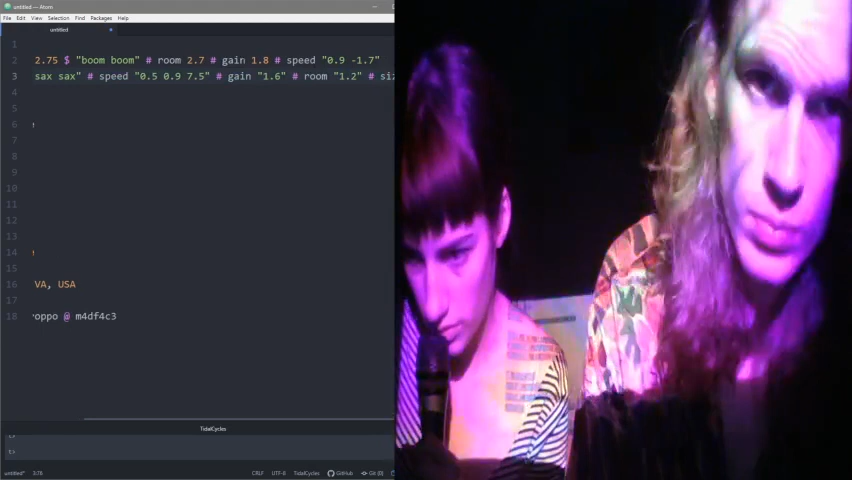 untitled — Atom
File Edit View Selection Find Packages Help
untitled
1
2 2.75 $ "boom boom" # room 2.7 # gain 1.8 # speed "0.9 -1.7"
3 sax sax" # speed "0.5 0.9 7.5" # gain "1.6" # room "1.2" # siz
4
5
6
7
8
9
10
11
12
13
14
15
16 VA, USA
17
18 oppo @ m4df4c3
TidalCycles
t>
t>
untitled* 3:76 CRLF UTF-8 TidalCycles GitHub Git (0)